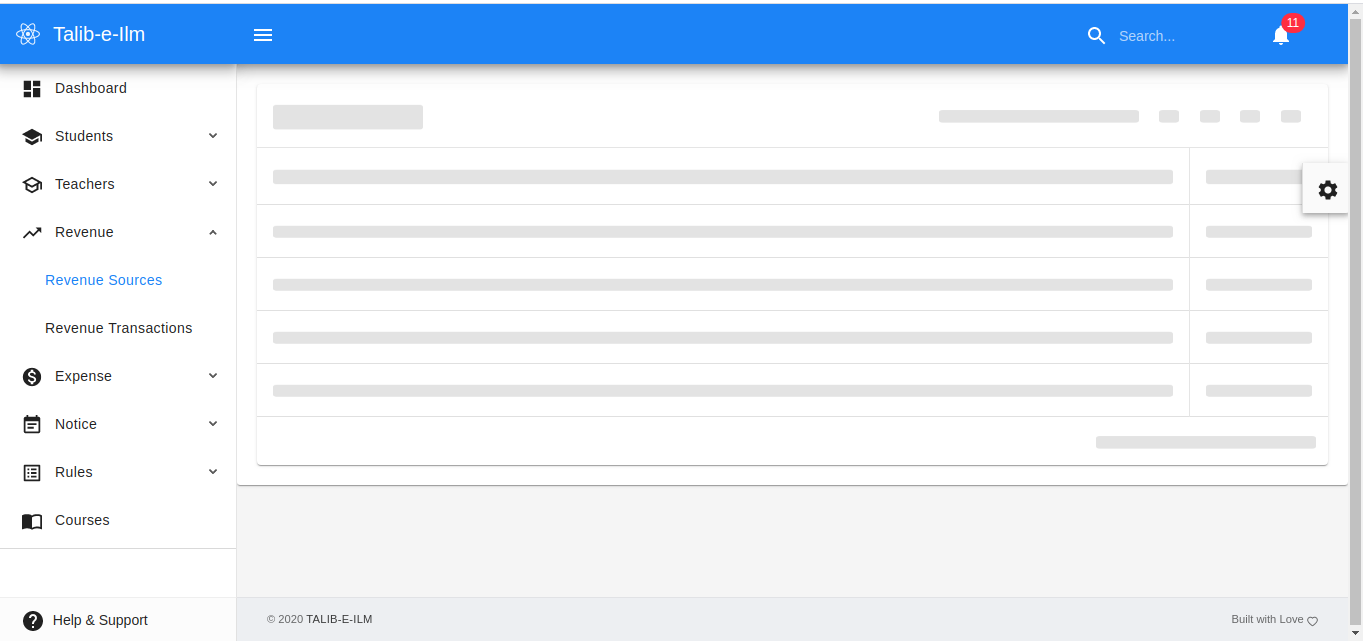 Talib-e-Ilm
Search...
11
Dashboard
Students
Teachers
Revenue
Revenue Sources
Revenue Transactions
Expense
Notice
Rules
Courses
Help & Support
© 2020 TALIB-E-ILM
Built with Love